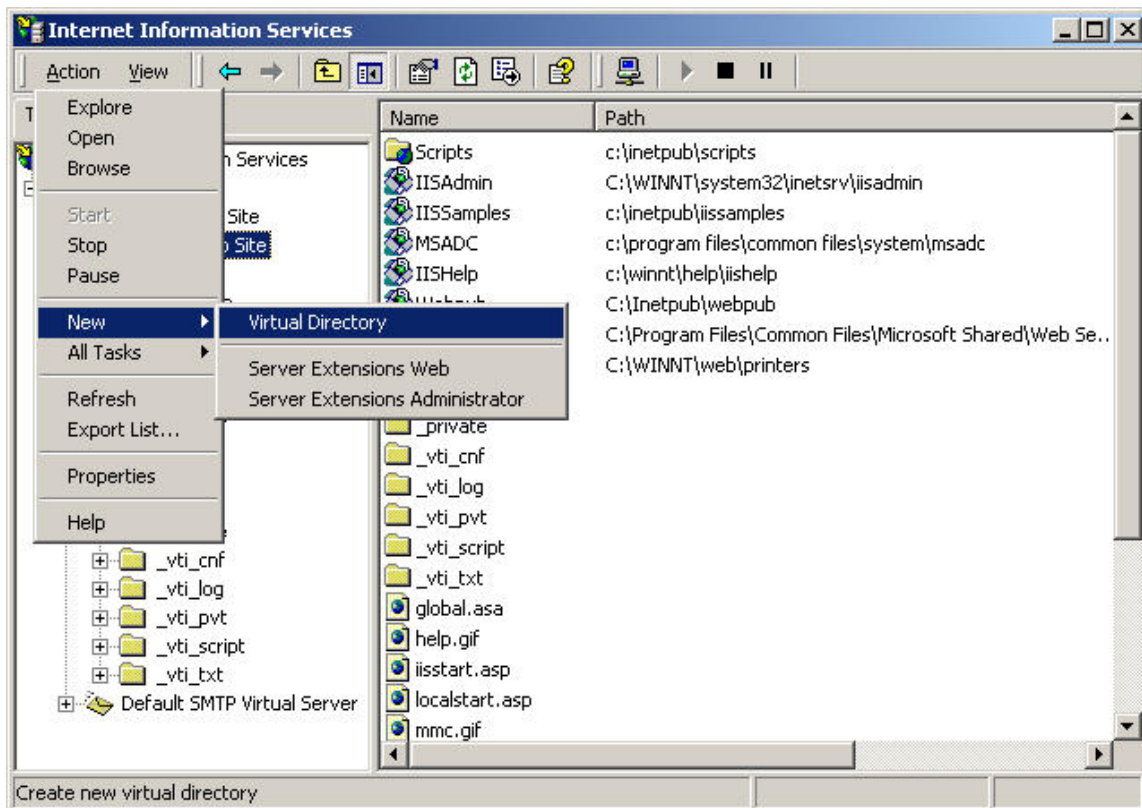 Internet Information Services
Action View
T
Name Path
Explore
Open
Browse
Start
Stop
Pause
New
All Tasks
Refresh
Export List...
Properties
Help
Virtual Directory
Server Extensions Web
Server Extensions Administrator
Services
Site
Site
_vti_cnf
_vti_log
_vti_pvt
_vti_script
_vti_txt
Default SMTP Virtual Server
Scripts c:\inetpub\scripts
IISAdmin C:\WINNT\system32\inetsrv\iisadmin
IISSamples c:\inetpub\iissamples
MSADC c:\program files\common files\system\msadc
IISHelp c:\winnt\help\iishelp
Webpub C:\Inetpub\webpub
C:\Program Files\Common Files\Microsoft Shared\Web Se..
C:\WINNT\web\printers
_private
_vti_cnf
_vti_log
_vti_pvt
_vti_script
_vti_txt
global.asa
help.gif
iisstart.asp
localstart.asp
mmc.gif
Create new virtual directory